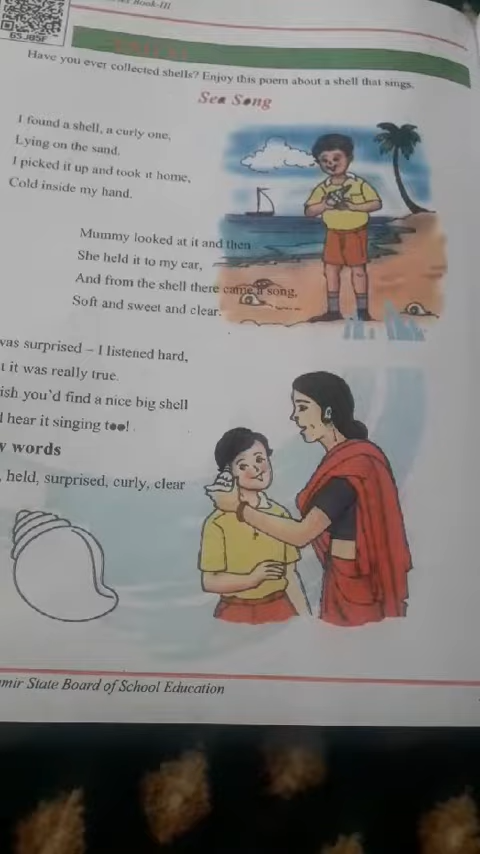 Book-III
Have you ever collected shells? Enjoy this poem about a shell that sings.
Sea Song
I found a shell, a curly one,
Lying on the sand.
I picked it up and took it home,
Cold inside my hand.
Mummy looked at it and then
She held it to my ear,
And from the shell there came a song,
Soft and sweet and clear.
was surprised – I listened hard,
t it was really true.
ish you'd find a nice big shell
d hear it singing too!
w words
, held, surprised, curly, clear
mir State Board of School Education